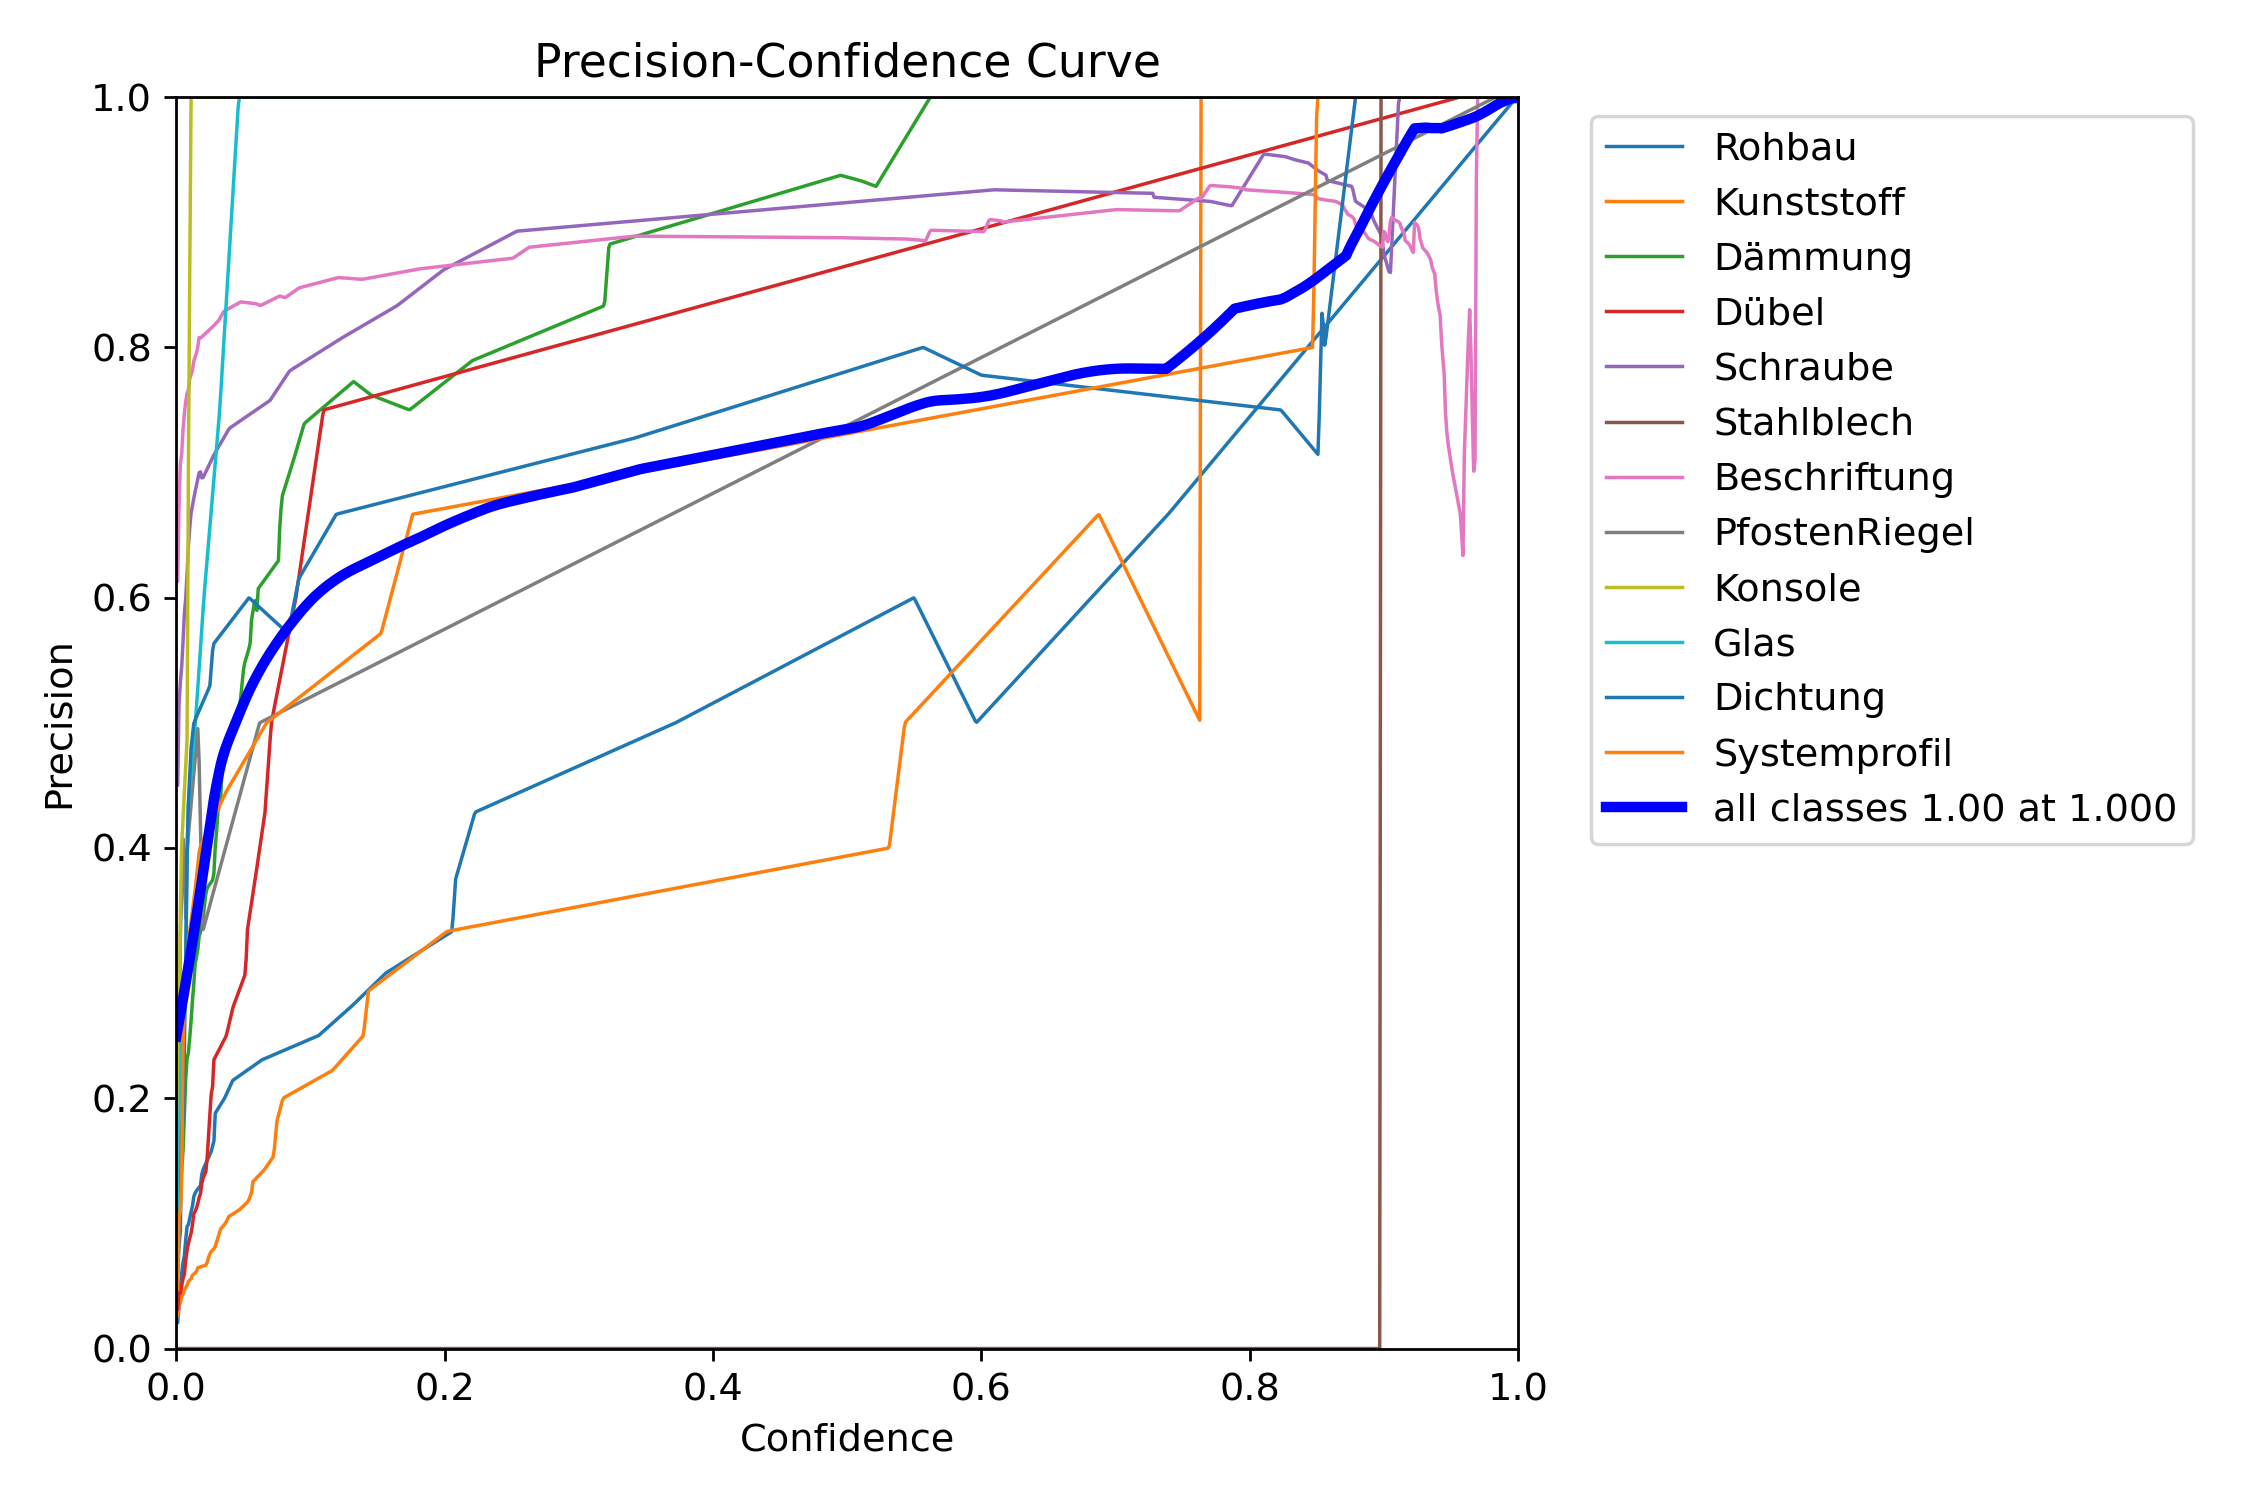 Precision-Confidence Curve
1.0
0.8
0.6
0.4
0.2
0.0
Precision
0.0 0.2 0.4 0.6 0.8 1.0
Confidence
Rohbau
Kunststoff
Dämmung
Dübel
Schraube
Stahlblech
Beschriftung
PfostenRiegel
Konsole
Glas
Dichtung
Systemprofil
all classes 1.00 at 1.000